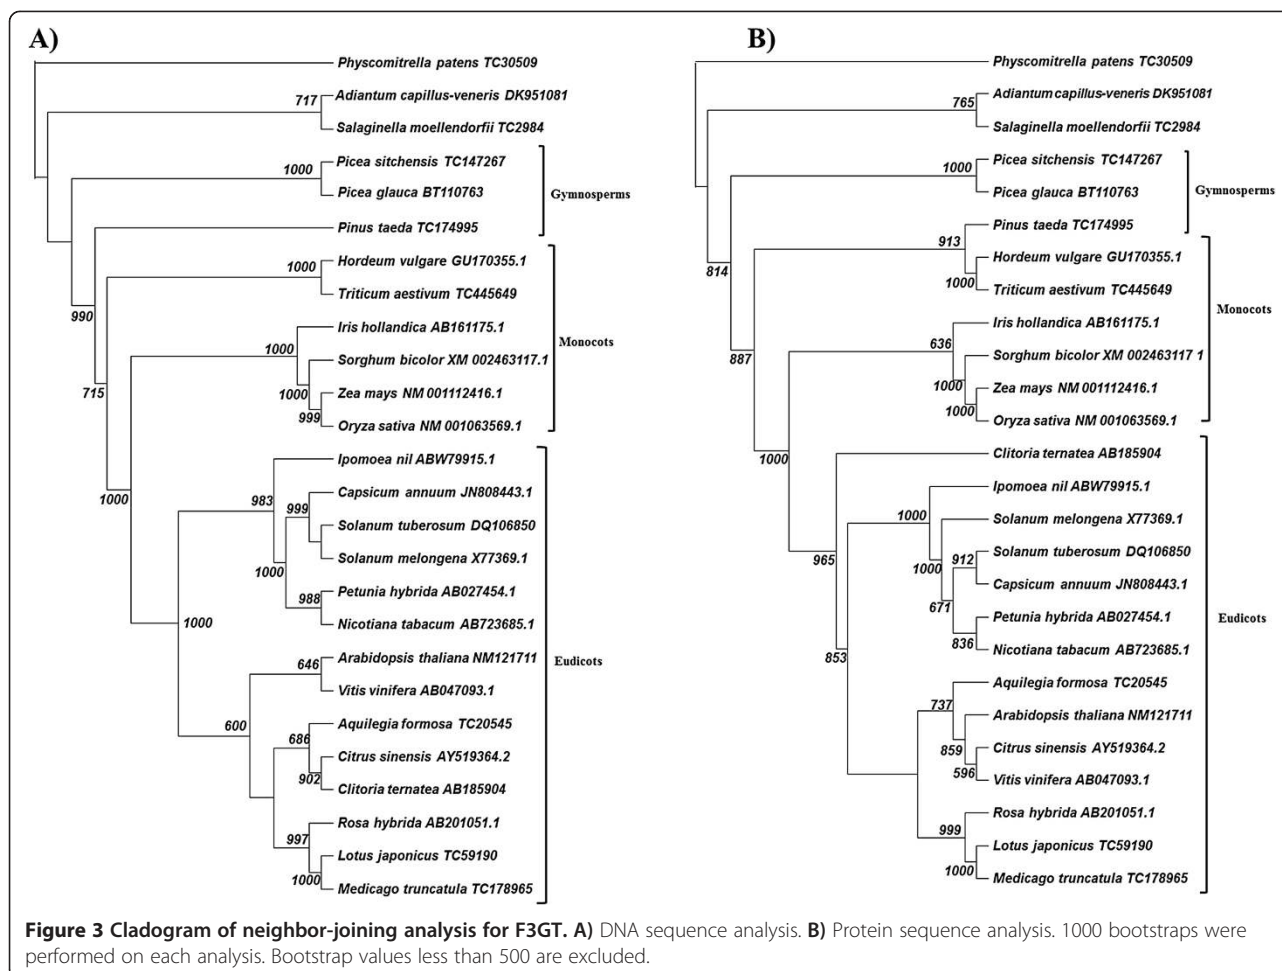 A)
Physcomitrella patens TC30509
717
Adiantum capillus-veneris DK951081
Salaginella moellendorfii TC2984
1000
Picea sitchensis TC147267
Picea glauca BT110763
Gymnosperms
Pinus taeda TC174995
990
1000
Hordeum vulgare GU170355.1
Triticum aestivum TC445649
715
Iris hollandica AB161175.1
1000
Monocots
Sorghum bicolor XM 002463117.1
1000
Zea mays NM 001112416.1
999
Oryza sativa NM 001063569.1
1000
Ipomoea nil ABW79915.1
983
Capsicum annuum JN808443.1
999
Solanum tuberosum DQ106850
Solanum melongena X77369.1
1000
988
Petunia hybrida AB027454.1
Nicotiana tabacum AB723685.1
1000
Eudicots
646
Arabidopsis thaliana NM121711
Vitis vinifera AB047093.1
600
Aquilegia formosa TC20545
686
Citrus sinensis AY519364.2
902
Clitoria ternatea AB185904
Rosa hybrida AB201051.1
997
Lotus japonicus TC59190
1000
Medicago truncatula TC178965
B)
Physcomitrella patens TC30509
765
Adiantum capillus-veneris DK951081
Salaginella moellendorfii TC2984
1000
Picea sitchensis TC147267
Picea glauca BT110763
Gymnosperms
814
Pinus taeda TC174995
913
Hordeum vulgare GU170355.1
1000
Triticum aestivum TC445649
Monocots
887
Iris hollandica AB161175.1
636
Sorghum bicolor XM 002463117 1
1000
Zea mays NM 001112416.1
1000
Oryza sativa NM 001063569.1
1000
Clitoria ternatea AB185904
965
Ipomoea nil ABW79915.1
1000
Solanum melongena X77369.1
1000
912
Solanum tuberosum DQ106850
Capsicum annuum JN808443.1
671
Petunia hybrida AB027454.1
836
Nicotiana tabacum AB723685.1
Eudicots
853
Aquilegia formosa TC20545
737
Arabidopsis thaliana NM121711
859
Citrus sinensis AY519364.2
596
Vitis vinifera AB047093.1
Rosa hybrida AB201051.1
999
Lotus japonicus TC59190
1000
Medicago truncatula TC178965
Figure 3 Cladogram of neighbor-joining analysis for F3GT. A) DNA sequence analysis. B) Protein sequence analysis. 1000 bootstraps were
performed on each analysis. Bootstrap values less than 500 are excluded.